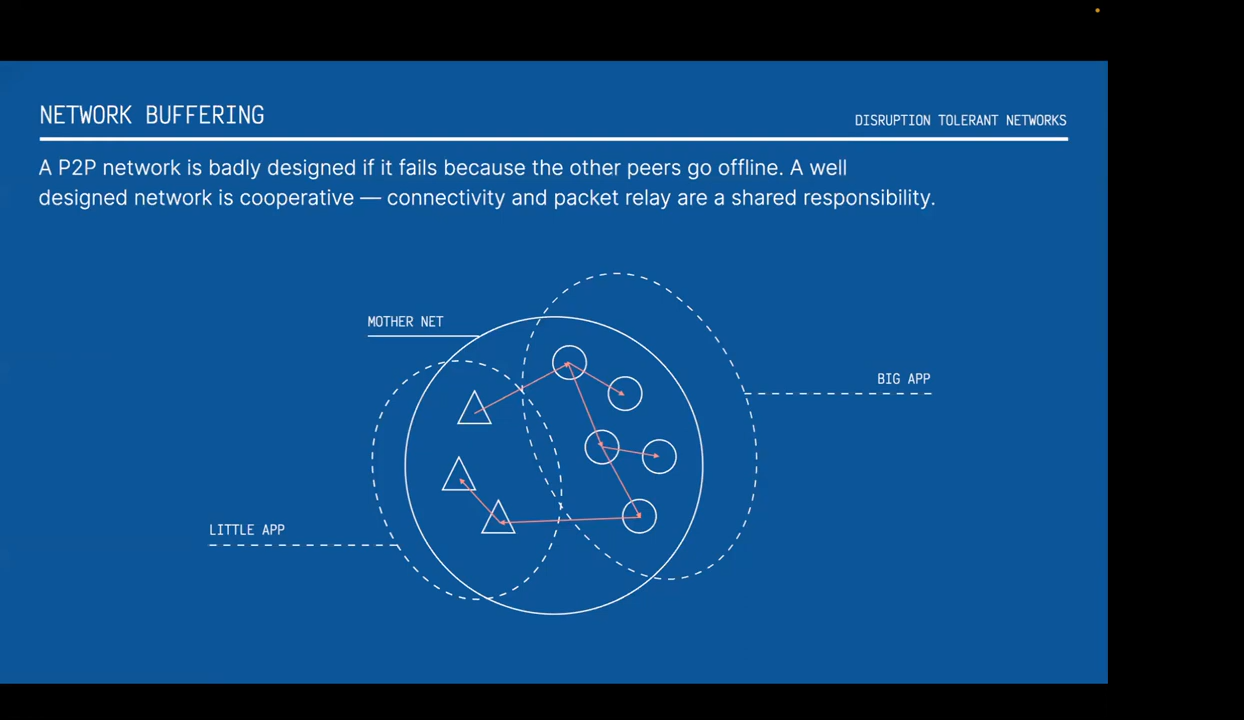 NETWORK BUFFERING
DISRUPTION TOLERANT NETWORKS
A P2P network is badly designed if it fails because the other peers go offline. A well
designed network is cooperative — connectivity and packet relay are a shared responsibility.
MOTHER NET
BIG APP
LITTLE APP